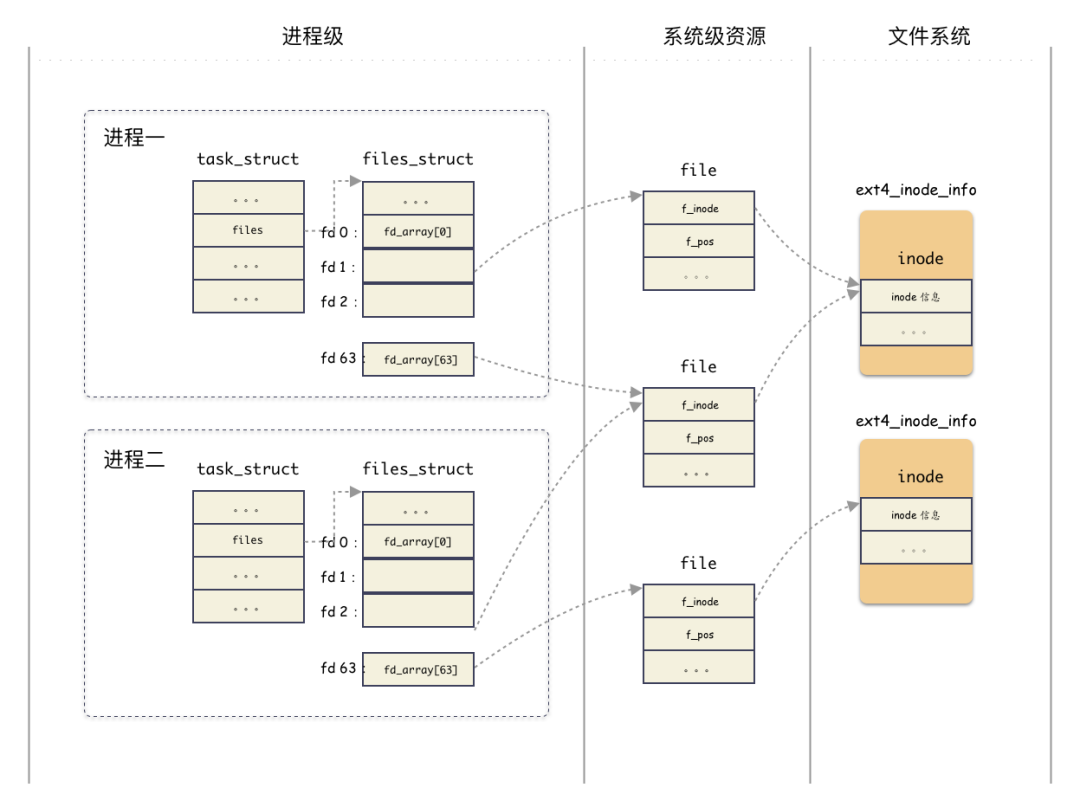 进程级
系统级资源
文件系统
进程一
task_struct
files_struct
。。。
files
。。。
。。。
。。。
fd 0 : fd_array[0]
fd 1 :
fd 2 :
fd 63 : fd_array[63]
进程二
task_struct
files_struct
。。。
files
。。。
。。。
。。。
fd 0 : fd_array[0]
fd 1 :
fd 2 :
fd 63 : fd_array[63]
file
f_inode
f_pos
。。。
file
f_inode
f_pos
。。。
file
f_inode
f_pos
。。。
ext4_inode_info
inode
inode 信息
。。。
ext4_inode_info
inode
inode 信息
。。。